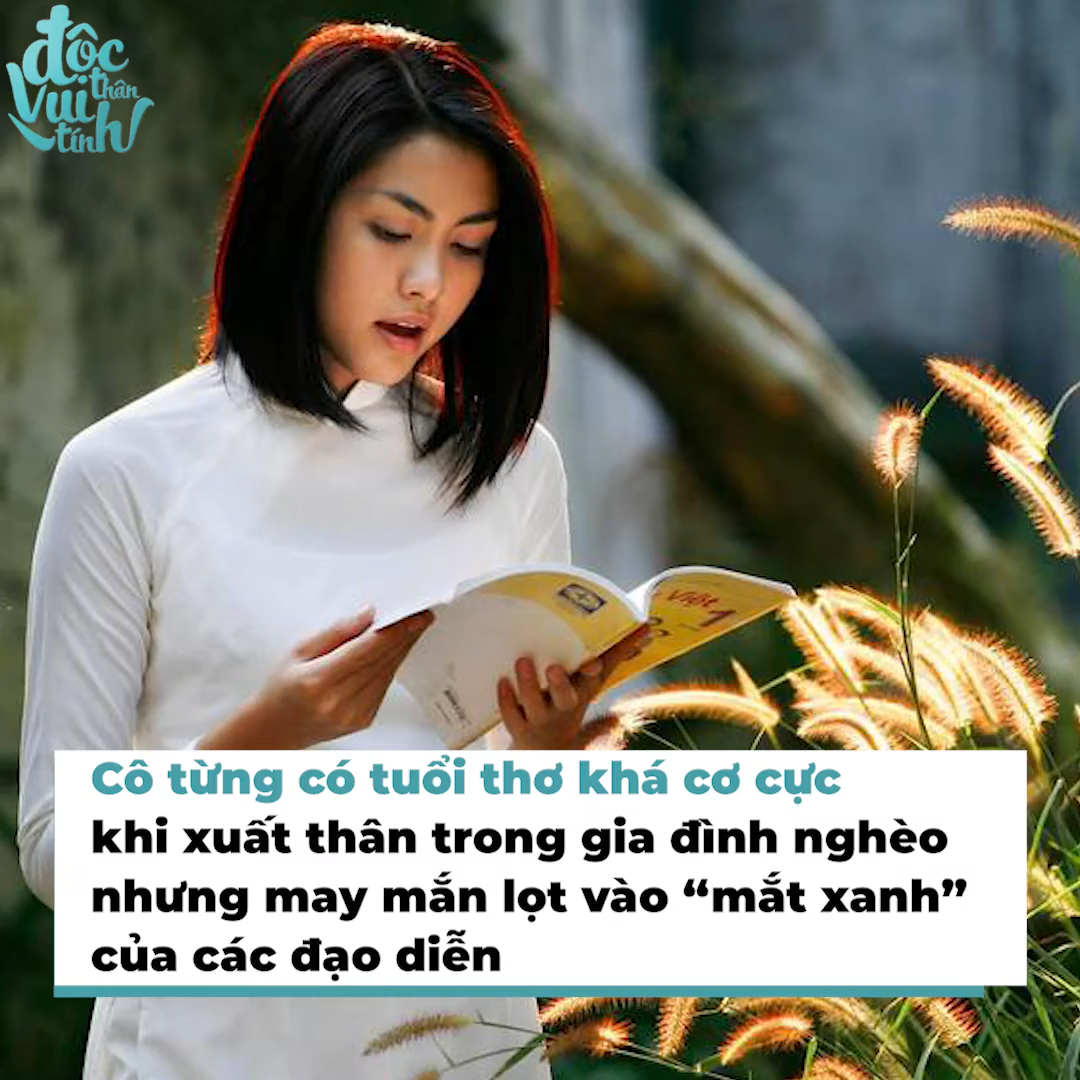 độc
thân
vui
tính
Việt 1
Cô từng có tuổi thơ khá cơ cực
khi xuất thân trong gia đình nghèo
nhưng may mắn lọt vào “mắt xanh”
của các đạo diễn